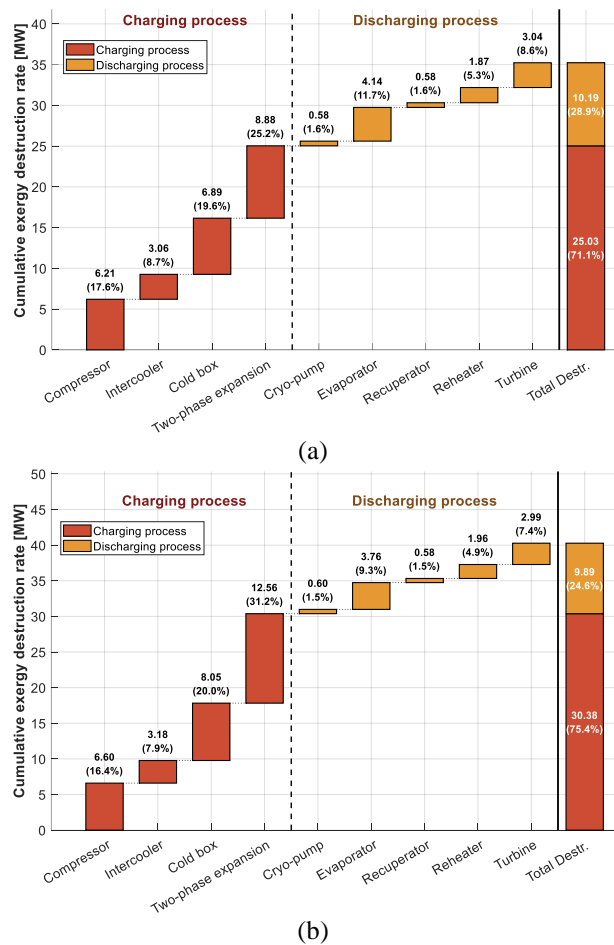 Charging process
Discharging process
Cumulative exergy destruction rate [MW]
40
35
30
25
20
15
10
5
0
Charging process
Discharging process
6.21
(17.6%)
3.06
(8.7%)
6.89
(19.6%)
8.88
(25.2%)
0.58
(1.6%)
4.14
(11.7%)
0.58
(1.6%)
1.87
(5.3%)
3.04
(8.6%)
10.19
(28.9%)
25.03
(71.1%)
Compressor
Intercooler
Cold box
Two-phase expansion
Cryo-pump
Evaporator
Recuperator
Reheater
Turbine
Total Destr.
(a)
Charging process
Discharging process
Cumulative exergy destruction rate [MW]
50
45
40
35
30
25
20
15
10
5
0
Charging process
Discharging process
6.60
(16.4%)
3.18
(7.9%)
8.05
(20.0%)
12.56
(31.2%)
0.60
(1.5%)
3.76
(9.3%)
0.58
(1.5%)
1.96
(4.9%)
2.99
(7.4%)
9.89
(24.6%)
30.38
(75.4%)
Compressor
Intercooler
Cold box
Two-phase expansion
Cryo-pump
Evaporator
Recuperator
Reheater
Turbine
Total Destr.
(b)